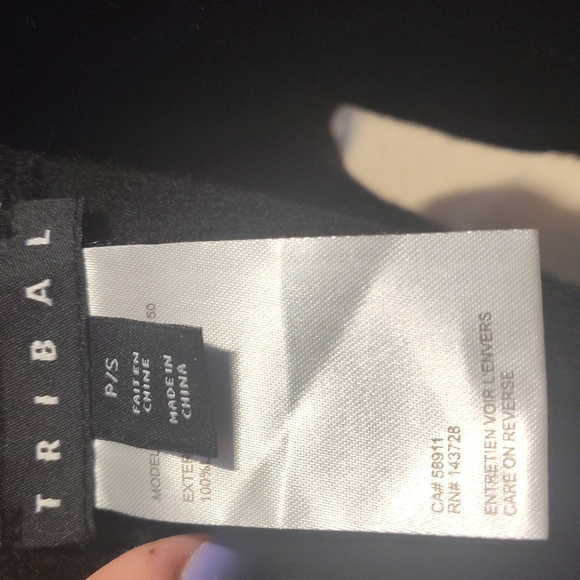 TRIBAL
P/S
FAIT EN
CHINE
MADE IN
CHINA
MODEL 50
EXTER
100%
CA# 58911
RN# 143728
ENTRETIEN VOIR L'ENVERS
CARE ON REVERSE